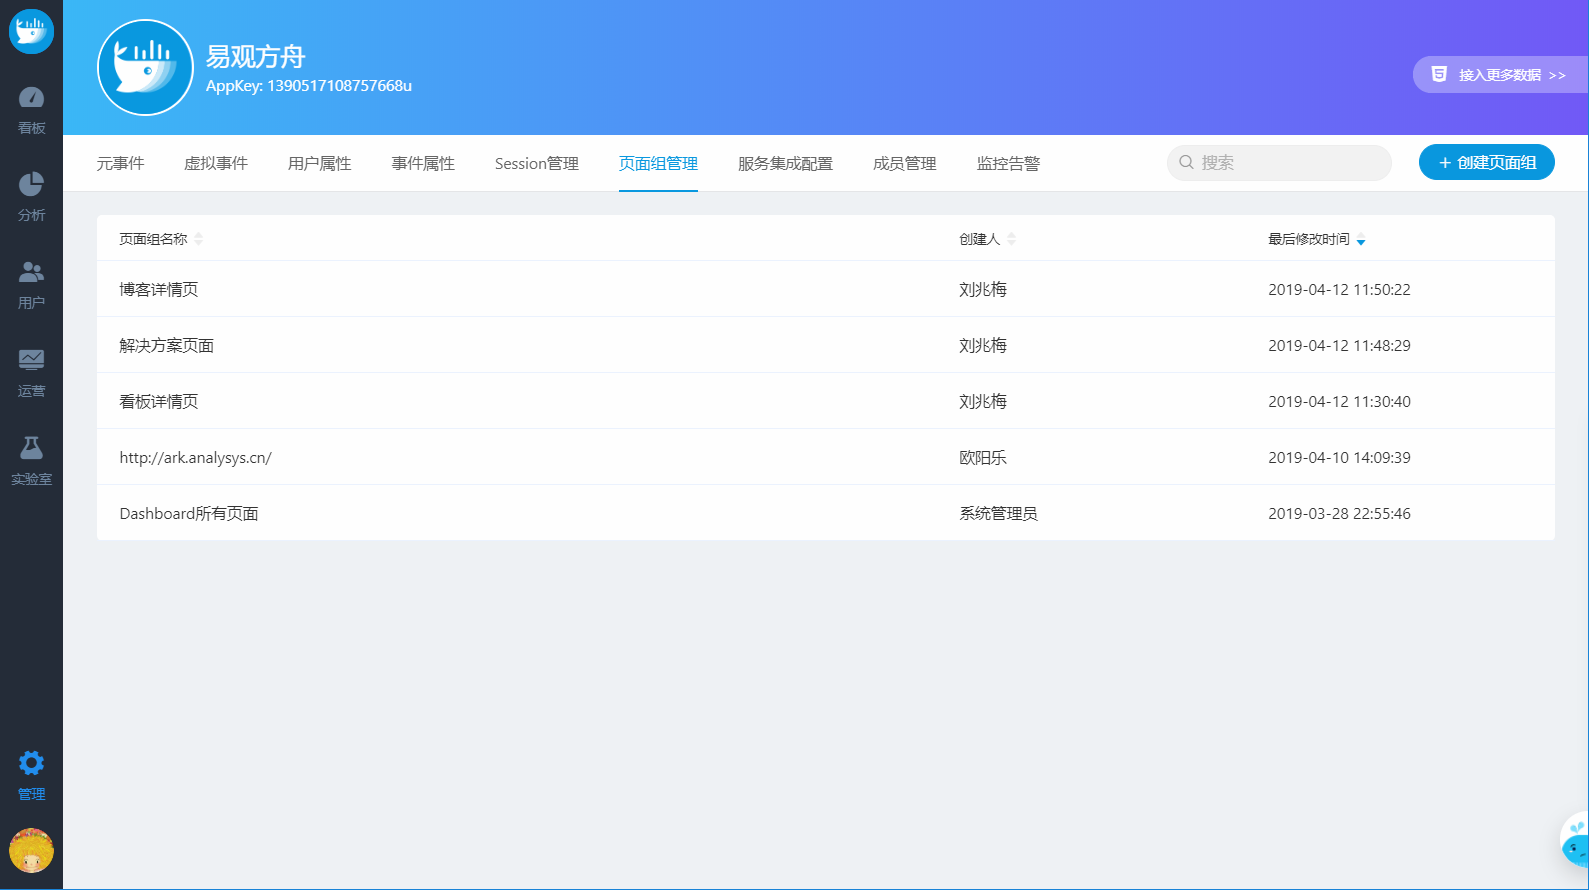 易观方舟
AppKey: 1390517108757668u
接入更多数据 >>
看板
分析
用户
运营
实验室
管理
元事件 虚拟事件 用户属性 事件属性 Session管理 页面组管理 服务集成配置 成员管理 监控告警 搜索 + 创建页面组
页面组名称 创建人 最后修改时间
博客详情页 刘兆梅 2019-04-12 11:50:22
解决方案页面 刘兆梅 2019-04-12 11:48:29
看板详情页 刘兆梅 2019-04-12 11:30:40
http://ark.analysys.cn/ 欧阳乐 2019-04-10 14:09:39
Dashboard所有页面 系统管理员 2019-03-28 22:55:46